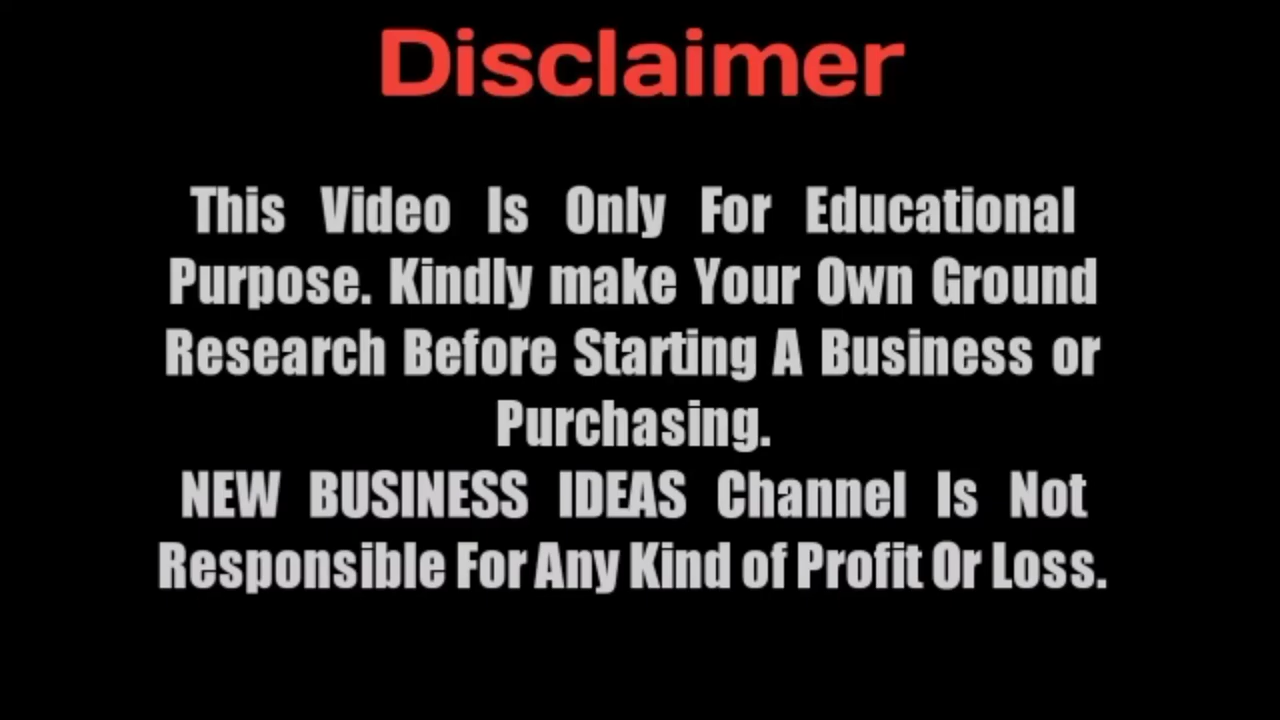 Disclaimer
This Video Is Only For Educational
Purpose. Kindly make Your Own Ground
Research Before Starting A Business or
Purchasing.
NEW BUSINESS IDEAS Channel Is Not
Responsible For Any Kind of Profit Or Loss.